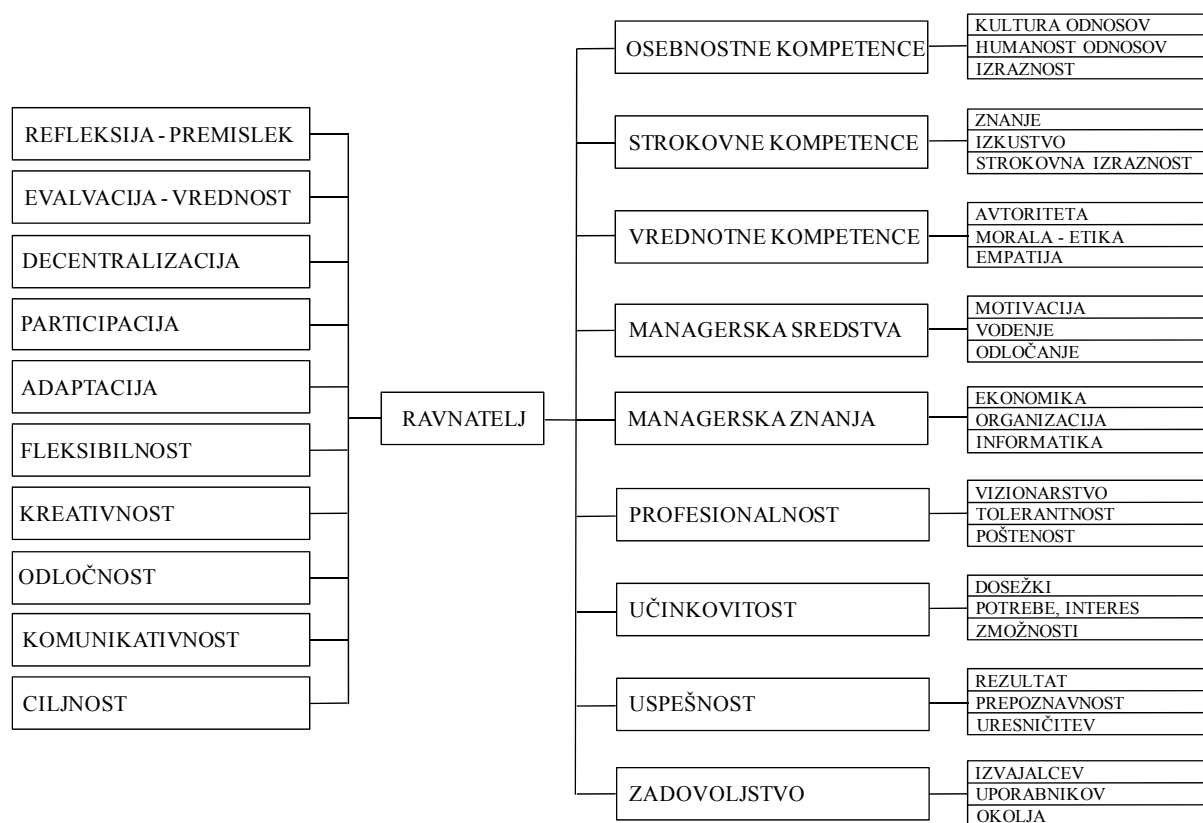 REFLEKSIJA - PREMISLEK
EVALVACIJA - VREDNOST
DECENTRALIZACIJA
PARTICIPACIJA
ADAPTACIJA
FLEKSIBILNOST
KREATIVNOST
ODLOČNOST
KOMUNIKATIVNOST
CILJNOST
RAVNATELJ
OSEBNOSTNE KOMPETENCE
KULTURA ODNOSOV
HUMANOST ODNOSOV
IZRAZNOST
STROKOVNE KOMPETENCE
ZNANJE
IZKUSTVO
STROKOVNA IZRAZNOST
VREDNOTNE KOMPETENCE
AVTORITETA
MORALA - ETIKA
EMPATIJA
MANAGERSKA SREDSTVA
MOTIVACIJA
VODENJE
ODLOČANJE
MANAGERSKA ZNANJA
EKONOMIKA
ORGANIZACIJA
INFORMATIKA
PROFESIONALNOST
VIZIONARSTVO
TOLERANTNOST
POŠTENOST
UČINKOVITOST
DOSEŽKI
POTREBE, INTERES
ZMOŽNOSTI
USPEŠNOST
REZULTAT
PREPOZNAVNOST
URESNIČITEV
ZADOVOLJSTVO
IZVAJALCEV
UPORABNIKOV
OKOLJA